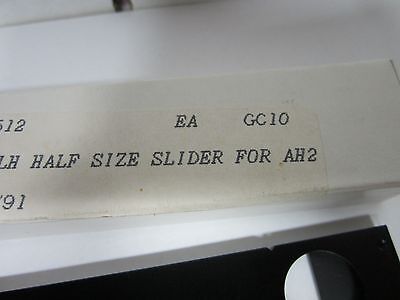 512 EA GC10
LH HALF SIZE SLIDER FOR AH2
/91